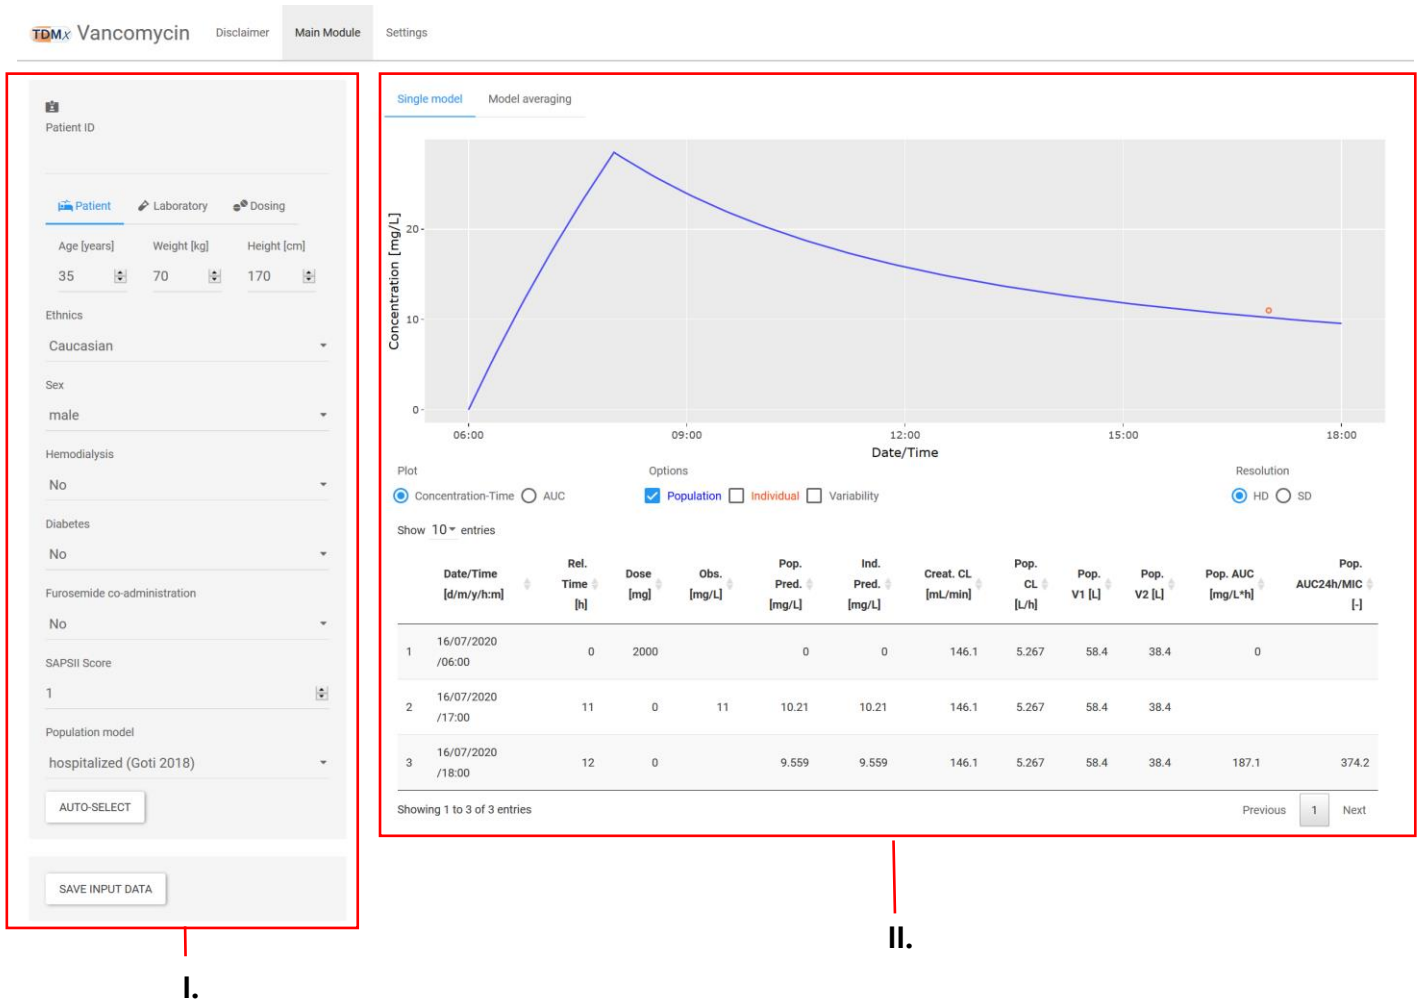 TDMx Vancomycin Disclaimer Main Module Settings
Patient ID
Patient Laboratory Dosing
Age [years] Weight [kg] Height [cm]
35 70 170
Ethnics
Caucasian
Sex
male
Hemodialysis
No
Diabetes
No
Furosemide co-administration
No
SAPSII Score
1
Population model
hospitalized (Goti 2018)
AUTO-SELECT
SAVE INPUT DATA
I.
Single model Model averaging
Concentration [mg/L]
20
10
0
06:00 09:00 12:00 15:00 18:00
Date/Time
Plot Options Resolution
Concentration-Time AUC Population Individual Variability HD SD
Show 10 entries
Date/Time [d/m/y/h:m] Rel. Time [h] Dose [mg] Obs. [mg/L] Pop. Pred. [mg/L] Ind. Pred. [mg/L] Creat. CL [mL/min] Pop. CL [L/h] Pop. V1 [L] Pop. V2 [L] Pop. AUC [mg/L*h] Pop. AUC24h/MIC [-]
1 16/07/2020 /06:00 0 2000 0 0 146.1 5.267 58.4 38.4 0
2 16/07/2020 /17:00 11 0 11 10.21 10.21 146.1 5.267 58.4 38.4
3 16/07/2020 /18:00 12 0 9.559 9.559 146.1 5.267 58.4 38.4 187.1 374.2
Showing 1 to 3 of 3 entries Previous 1 Next
II.